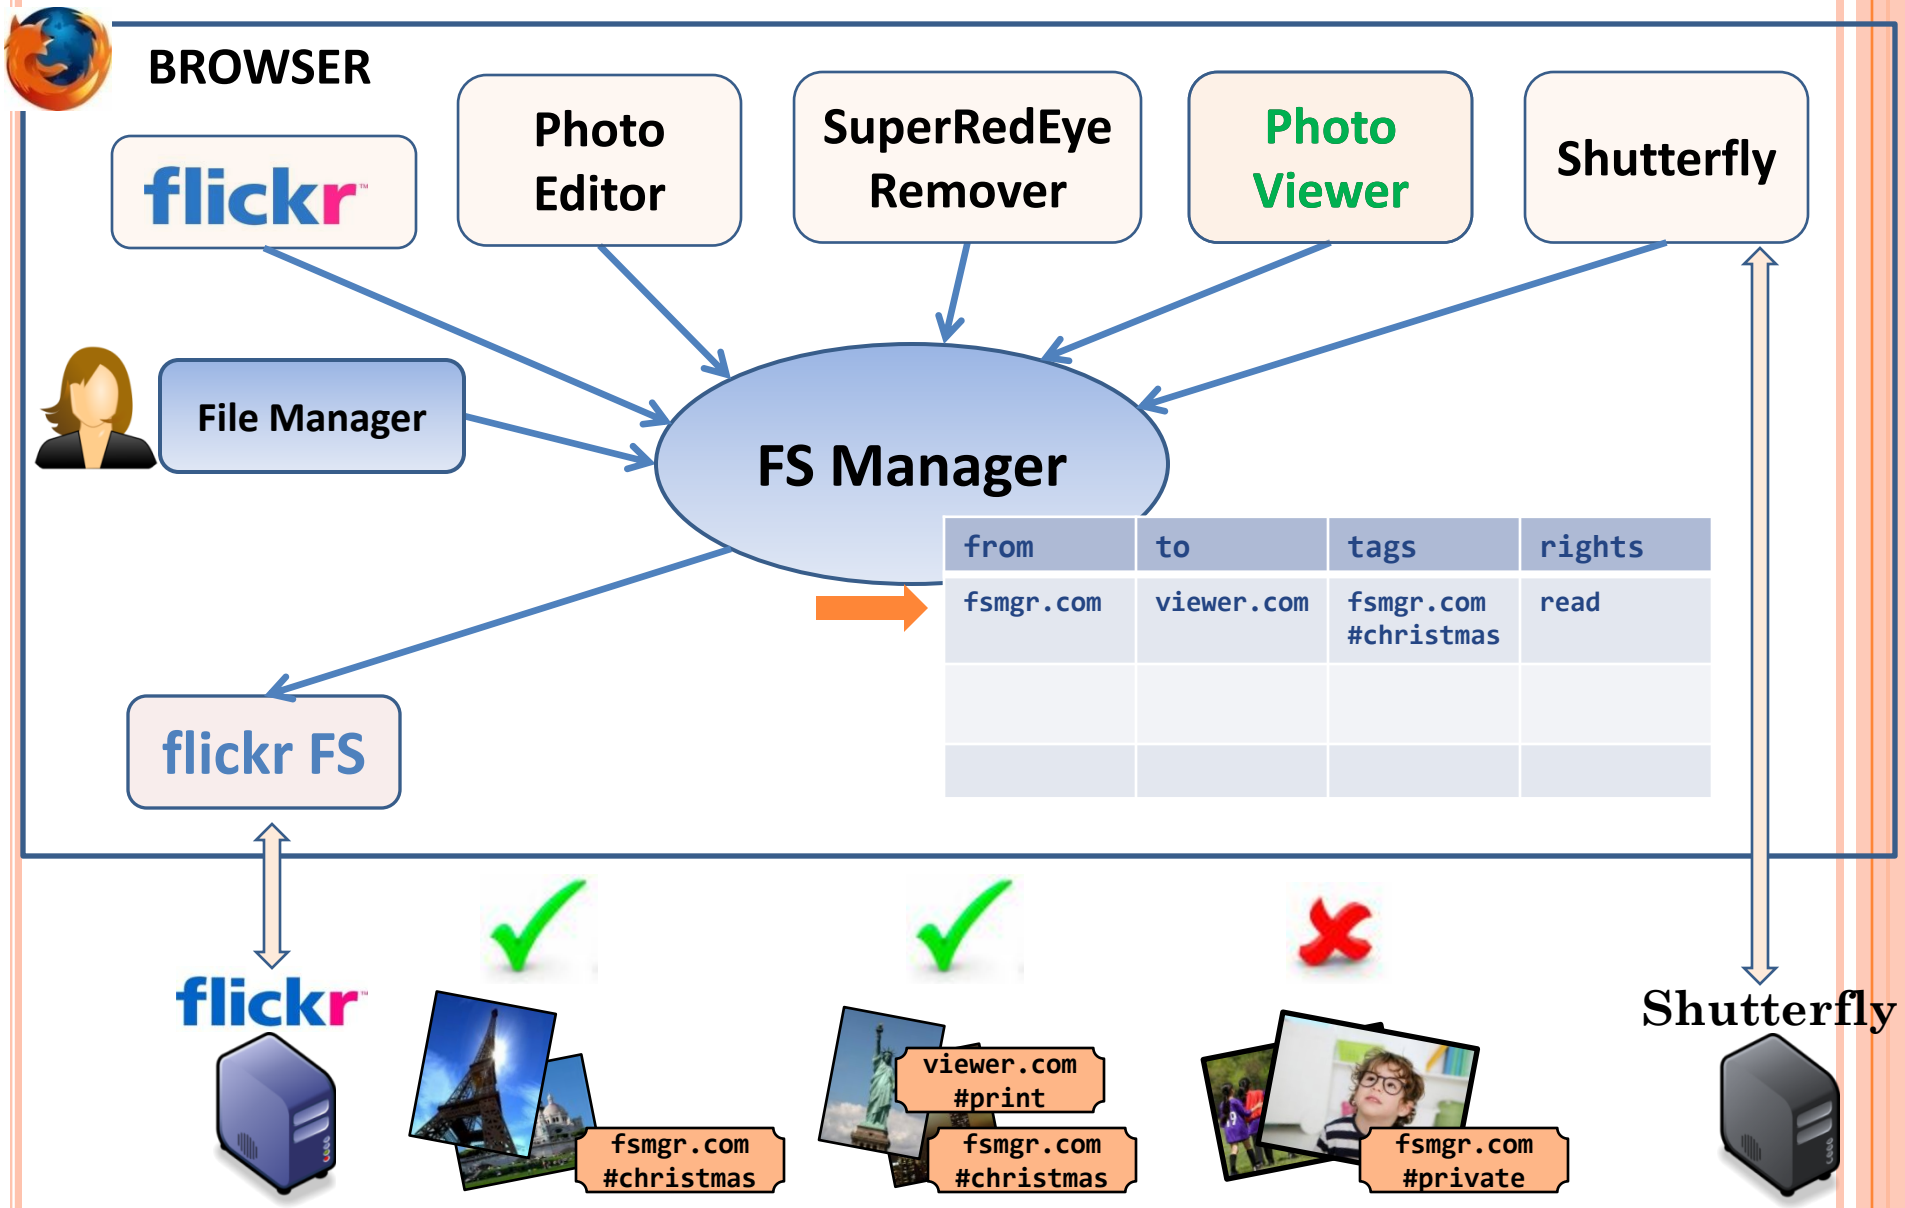 BROWSER
flickr™
Photo
Editor
SuperRedEye
Remover
Photo
Viewer
Shutterfly
File Manager
FS Manager
from to tags rights
fsmgr.com viewer.com fsmgr.com read
#christmas
flickr FS
flickr
Shutterfly
viewer.com
#print
fsmgr.com
#christmas
fsmgr.com
#christmas
fsmgr.com
#private